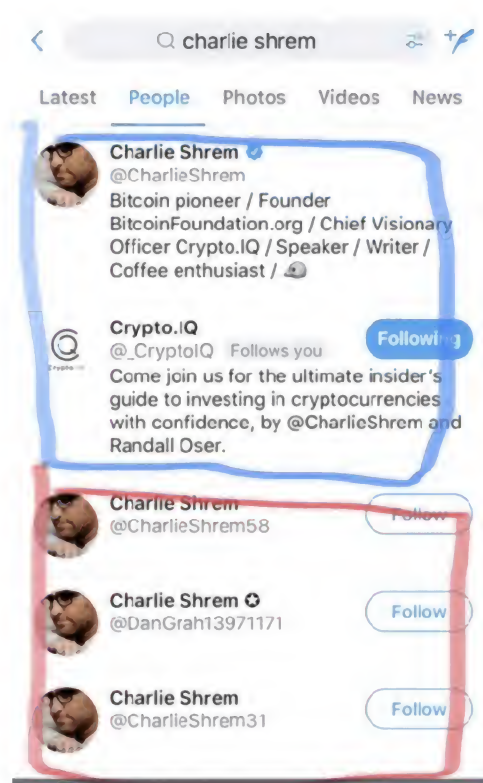 charlie shrem
Latest People Photos Videos News
Charlie Shrem
@CharlieShrem
Bitcoin pioneer / Founder
BitcoinFoundation.org / Chief Visionary
Officer Crypto.IQ / Speaker / Writer /
Coffee enthusiast /
Crypto.IQ
@_CryptoIQ Follows you
Following
Come join us for the ultimate insider's
guide to investing in cryptocurrencies
with confidence, by @CharlieShrem and
Randall Oser.
Charlie Shrem
@CharlieShrem58
Follow
Charlie Shrem ✪
@DanGrah13971171
Follow
Charlie Shrem
@CharlieShrem31
Follow